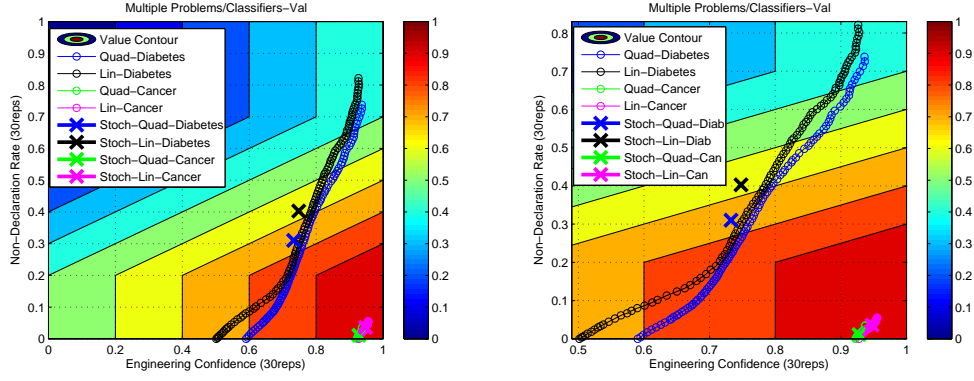 Multiple Problems/Classifiers−Val
Non−Declaration Rate (30reps)
1
0.9
0.8
0.7
0.6
0.5
0.4
0.3
0.2
0.1
0
Value Contour
Quad−Diabetes
Lin−Diabetes
Quad−Cancer
Lin−Cancer
Stoch−Quad−Diabetes
Stoch−Lin−Diabetes
Stoch−Quad−Cancer
Stoch−Lin−Cancer
0 0.2 0.4 0.6 0.8 1
Engineering Confidence (30reps)
1
0.9
0.8
0.7
0.6
0.5
0.4
0.3
0.2
0.1
0
Multiple Problems/Classifiers−Val
Non−Declaration Rate (30reps)
0.8
0.7
0.6
0.5
0.4
0.3
0.2
0.1
0
Value Contour
Quad−Diabetes
Lin−Diabetes
Quad−Cancer
Lin−Cancer
Stoch−Quad−Diab
Stoch−Lin−Diab
Stoch−Quad−Can
Stoch−Lin−Can
0.5 0.6 0.7 0.8 0.9 1
Engineering Confidence (30reps)
1
0.9
0.8
0.7
0.6
0.5
0.4
0.3
0.2
0.1
0